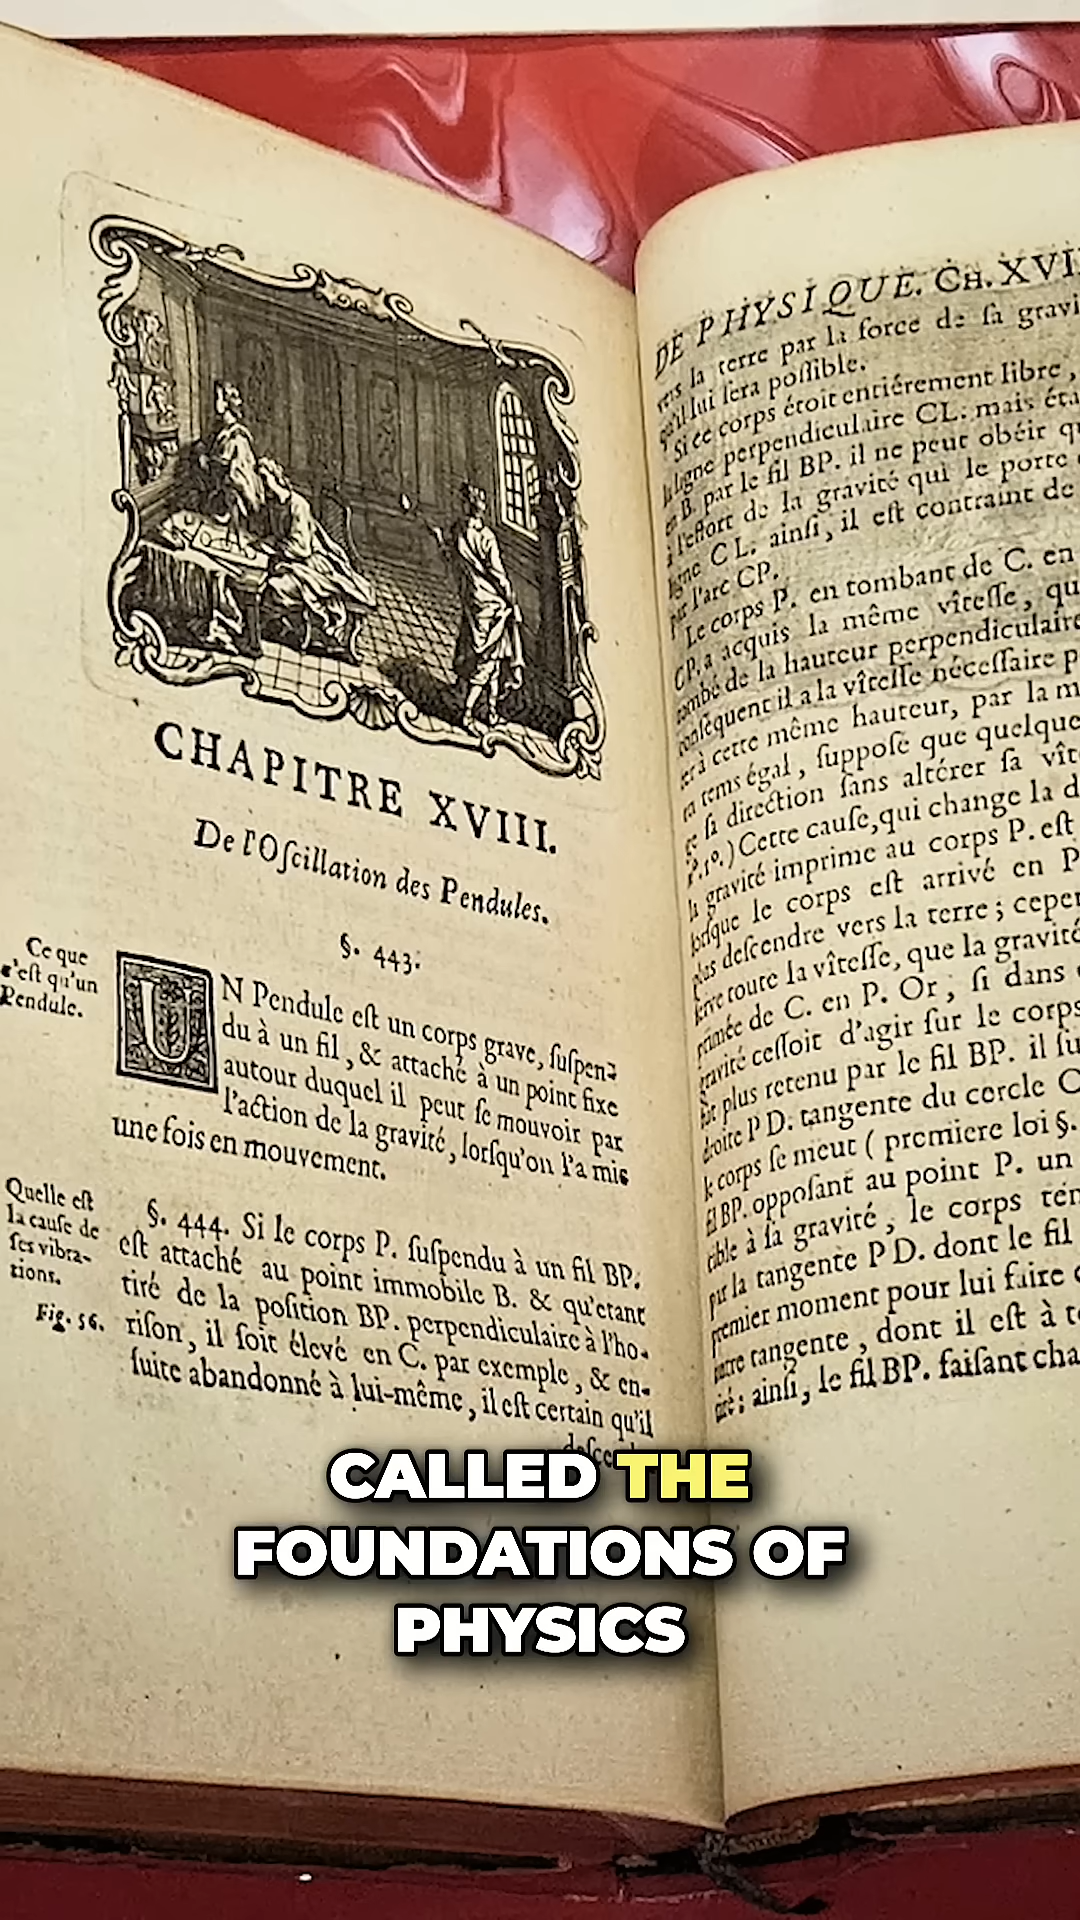 CHAPITRE XVIII.
De l'Oſcillation des Pendules.
§. 443.
Ce que
c'eſt qu'un
Pendule.
UN Pendule eſt un corps grave, ſuſpen-
du à un fil, & attaché à un point fixe
autour duquel il peut ſe mouvoir par
l'action de la gravité, lorſqu'on l'a mis
une fois en mouvement.
Quelle eſt
la cauſe de
ſes vibra-
tions.
Fig. 56.
§. 444. Si le corps P. ſuſpendu à un fil BP.
eſt attaché au point immobile B. & qu'etant
tiré de la poſition BP. perpendiculaire à l'ho-
riſon, il ſoit élevé en C. par exemple, & en-
ſuite abandonné à lui-même, il eſt certain qu'il
DE PHYSIQUE. CH. XVI
vers la terre par la force de ſa gravi
qu'il lui ſera poſſible.
Si ce corps étoit entiérement libre,
la ligne perpendiculaire CL. mais éta
en B. par le fil BP. il ne peut obéir q
à l'effort de la gravité qui le porte
ligne CL. ainſi, il eſt contraint de
par l'arc CP.
Le corps P. en tombant de C. en
CP. a acquis la même vîteſſe, qu
tombé de la hauteur perpendiculaire
conſéquent il a la vîteſſe néceſſaire p
ter à cette même hauteur, par la m
en tems égal, ſuppoſé que quelque
ge ſa direction ſans altérer ſa vît
1°.) Cette cauſe, qui change la d
la gravité imprime au corps P. eſt
lorſque le corps eſt arrivé en P
plus deſcendre vers la terre; cepen
ſerve toute la vîteſſe, que la gravité
primée de C. en P. Or, ſi dans
gravité ceſſoit d'agir ſur le corps
fut plus retenu par le fil BP. il ſu
droite PD. tangente du cercle C
le corps ſe meut ( premiere loi §.
fil BP. oppoſant au point P. un
tible à ſa gravité, le corps ten
par la tangente PD. dont le fil
premier moment pour lui faire
autre tangente, dont il eſt à t
tiré: ainſi, le fil BP. faiſant cha
CALLED THE
FOUNDATIONS OF
PHYSICS